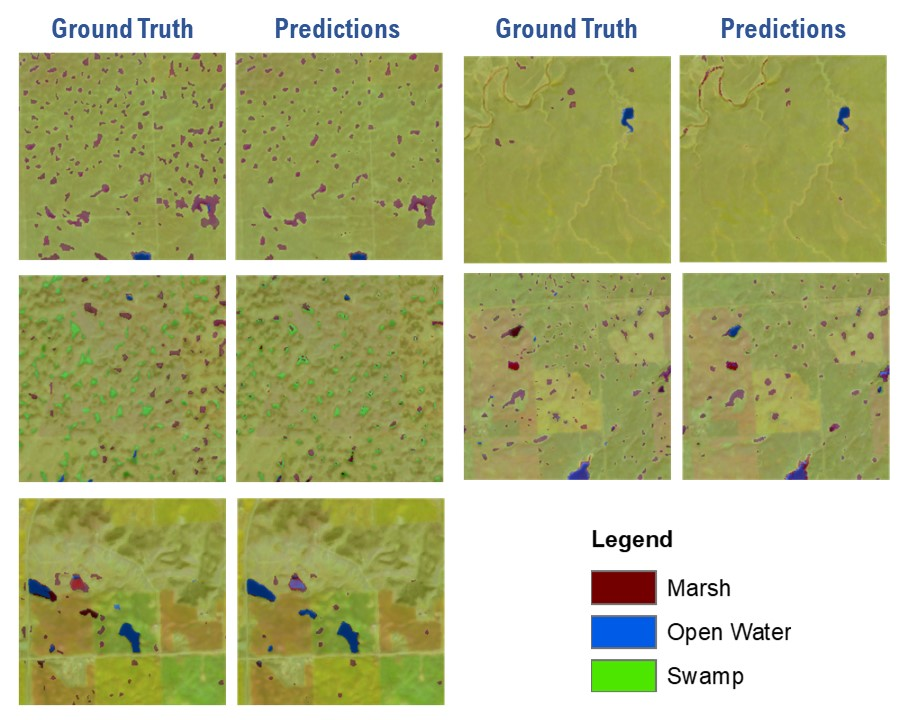 Ground Truth
Predictions
Ground Truth
Predictions
Legend
Marsh
Open Water
Swamp